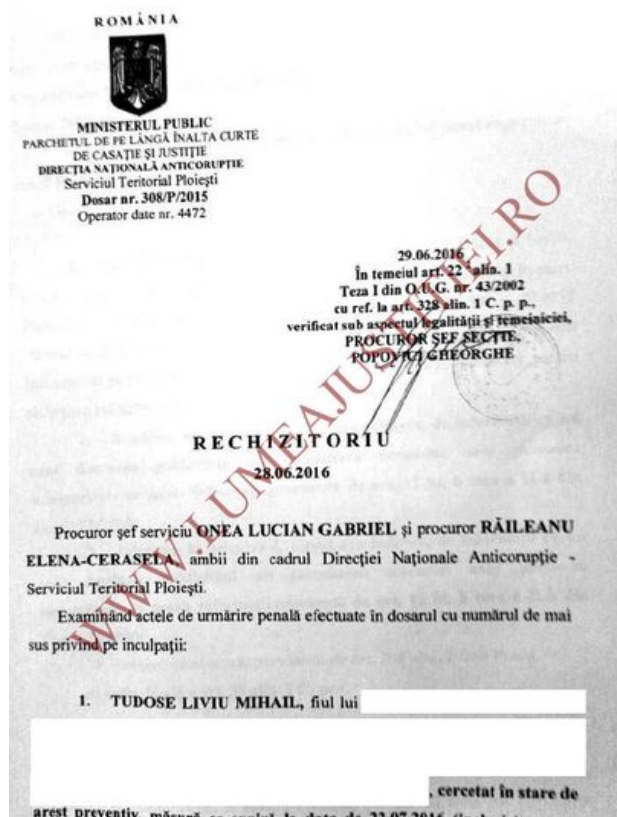 ROMÂNIA
MINISTERUL PUBLIC
PARCHETUL DE PE LÂNGĂ ÎNALTA CURTE
DE CASAȚIE ȘI JUSTIȚIE
DIRECȚIA NAȚIONALĂ ANTICORUPȚIE
Serviciul Teritorial Ploiești
Dosar nr. 308/P/2015
Operator date nr. 4472
29.06.2016
În temeiul art. 22 alin. 1
Teza I din O.U.G. nr. 43/2002
cu ref. la art. 328 alin. 1 C. p. p.,
verificat sub aspectul legalității și temeiniciei,
PROCUROR ȘEF SECȚIE,
POPOVICI GHEORGHE
RECHIZITORIU
28.06.2016
Procuror șef serviciu ONEA LUCIAN GABRIEL și procuror RĂILEANU
ELENA-CERASELA, ambii din cadrul Direcției Naționale Anticorupție -
Serviciul Teritorial Ploiești.
Examinând actele de urmărire penală efectuate în dosarul cu numărul de mai
sus privind pe inculpații:
1. TUDOSE LIVIU MIHAIL, fiul lui
, cercetat în stare de
arest preventiv, măsură ce expiră la data de 22.07.2016
WWW.LUMEAJUSTITIEI.RO